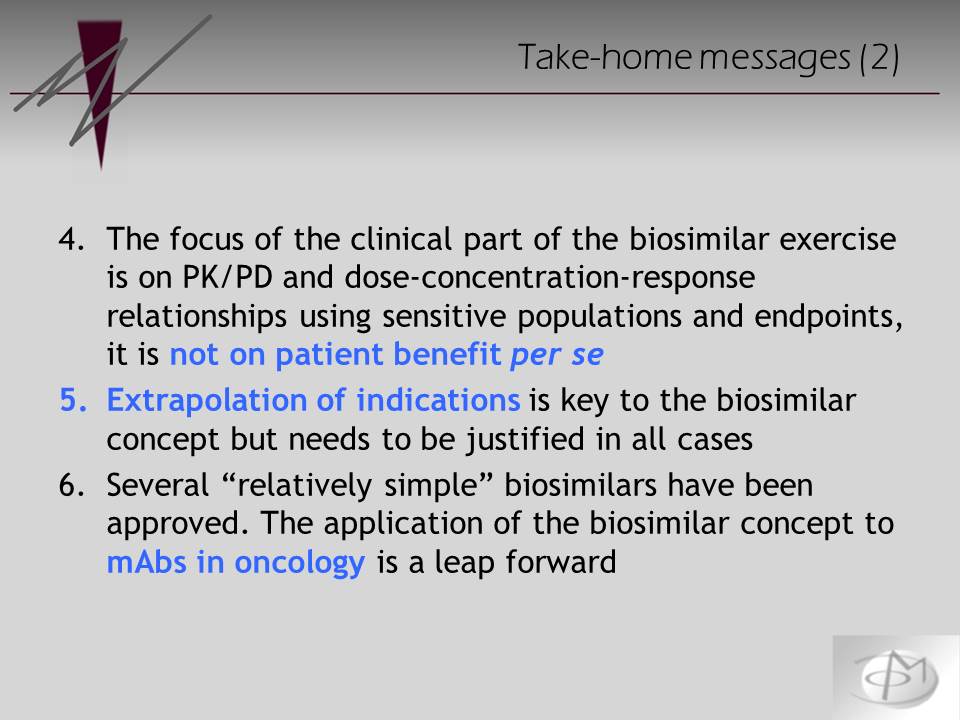 Take-home messages (2)
4. The focus of the clinical part of the biosimilar exercise
is on PK/PD and dose-concentration-response
relationships using sensitive populations and endpoints,
it is not on patient benefit per se
5. Extrapolation of indications is key to the biosimilar
concept but needs to be justified in all cases
6. Several “relatively simple” biosimilars have been
approved. The application of the biosimilar concept to
mAbs in oncology is a leap forward